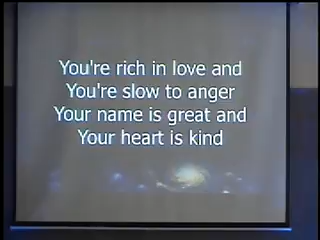 You're rich in love and
You're slow to anger
Your name is great and
Your heart is kind